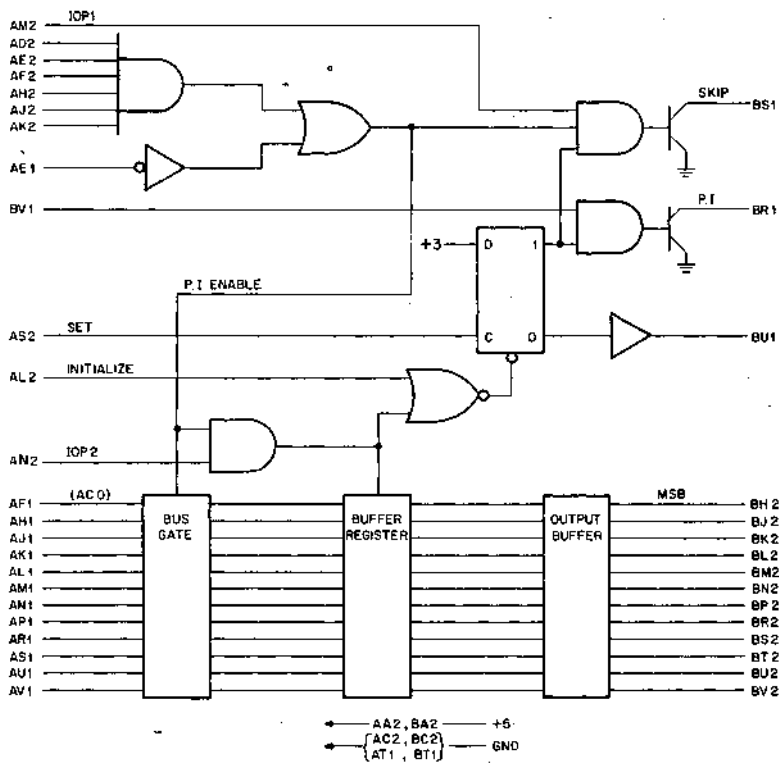 AM2 IOP1
AD2
AE2
AF2
AH2
AJ2
AK2
SKIP BS1
AE1
BV1
P.I BR1
+3 D 1
P.I ENABLE
AS2 SET C 0 BU1
AL2 INITIALIZE
AN2 IOP2
AF1 (AC0) BUS GATE BUFFER REGISTER OUTPUT BUFFER MSB BH2
AH1 BJ2
AJ1 BK2
AK1 BL2
AL1 BM2
AM1 BN2
AN1 BP2
AP1 BR2
AR1 BS2
AS1 BT2
AU1 BU2
AV1 BV2
AA2, BA2 +5
AC2, BC2
AT1, BT1 GND